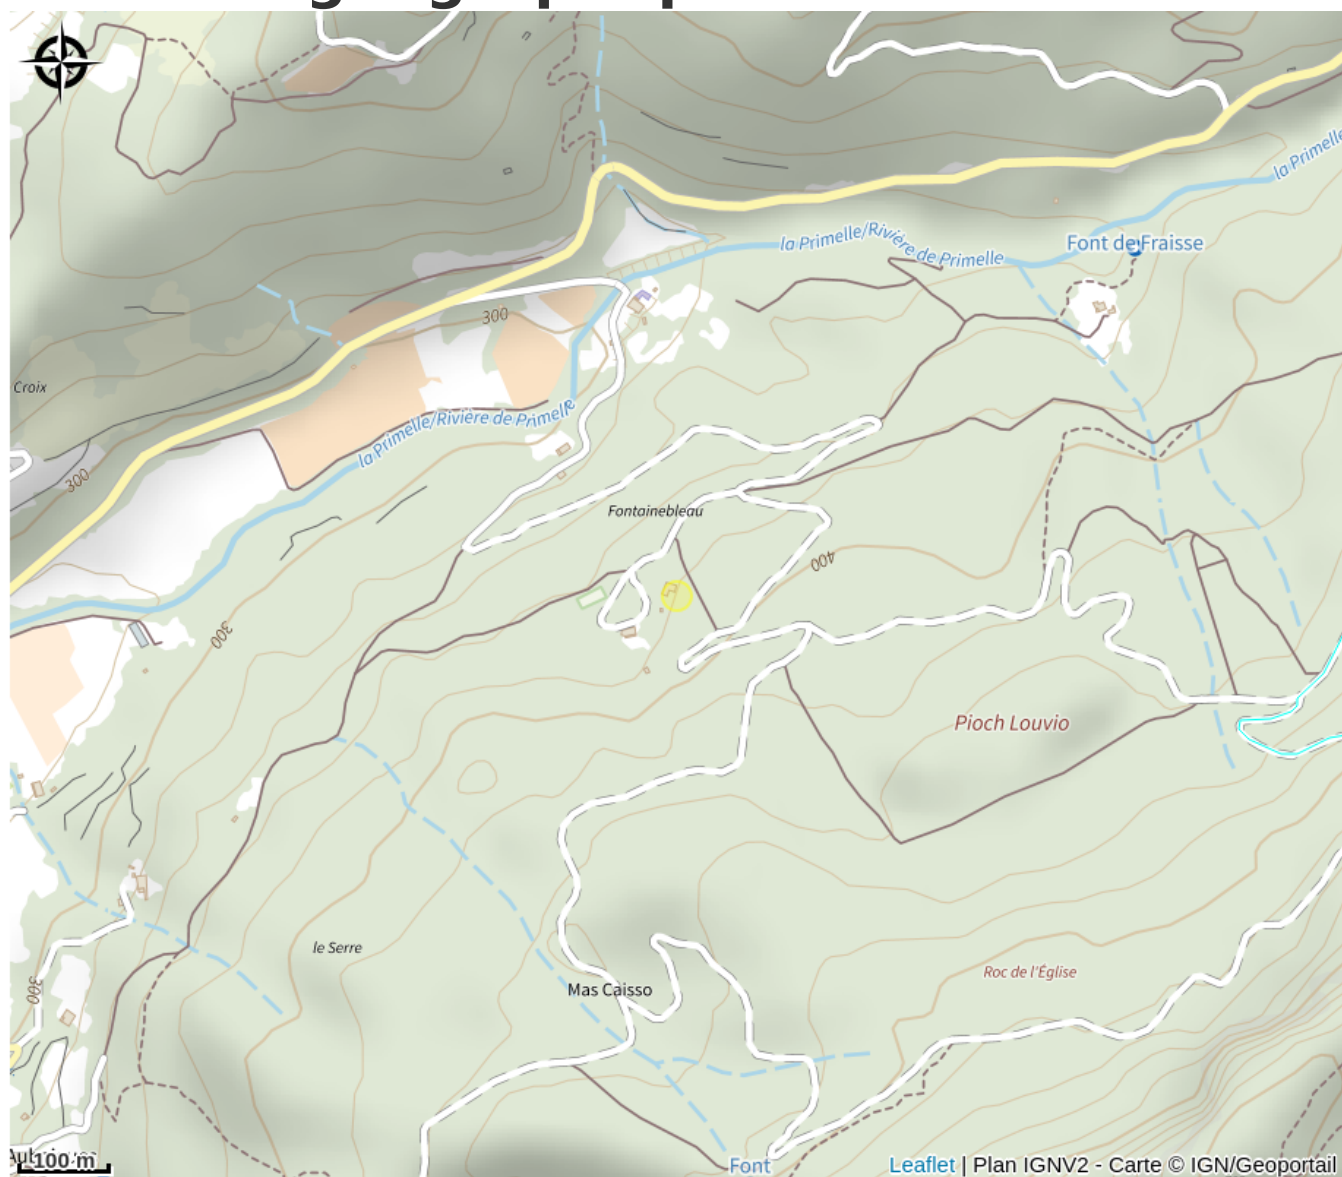 la Primelle
la Primelle/Rivière de Primelle
Font de Fraisse
300
Croix
la Primelle/Rivière de Primelle
300
Fontainebleau
400
300
Pioch Louvio
le Serre
Roc de l'Église
300
Mas Caisso
100 m
Font
Leaflet | Plan IGNV2 - Carte © IGN/Geoportail